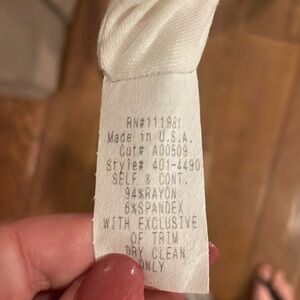 RN#111981
Made in U.S.A.
Cut# A00509
Style# 401-4490
SELF & CONT.
94%RAYON
6%SPANDEX
WITH EXCLUSIVE
OF TRIM
DRY CLEAN
ONLY